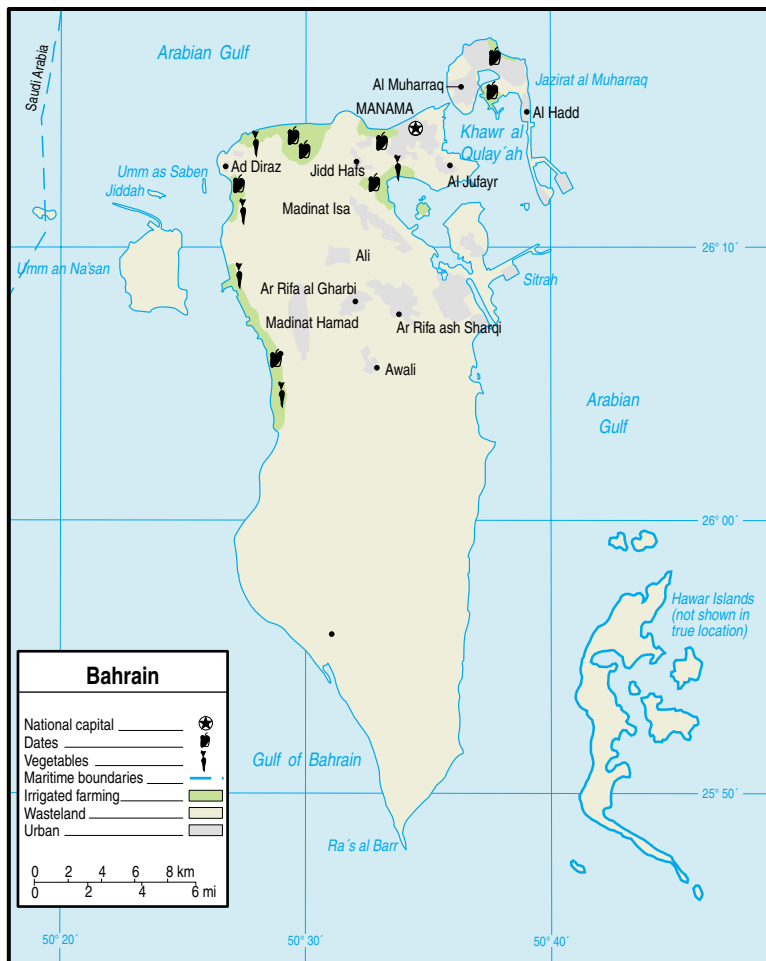 Arabian Gulf
Saudi Arabia
Al Muharraq
Jazirat al Muharraq
MANAMA
Al Hadd
Khawr al
Qulay´ah
Ad Diraz
Umm as Saben
Jiddah
Jidd Hafs
Al Jufayr
Madinat Isa
26° 10´
Umm an Na'san
Ali
Sitrah
Ar Rifa al Gharbi
Madinat Hamad
Ar Rifa ash Sharqi
Awali
Arabian
Gulf
26° 00´
Hawar Islands
(not shown in
true location)
Bahrain
National capital
Dates
Vegetables
Maritime boundaries
Irrigated farming
Wasteland
Urban
0 2 4 6 8 km
0 2 4 6 mi
Gulf of Bahrain
25° 50´
Ra´s al Barr
50° 20´
50° 30´
50° 40´